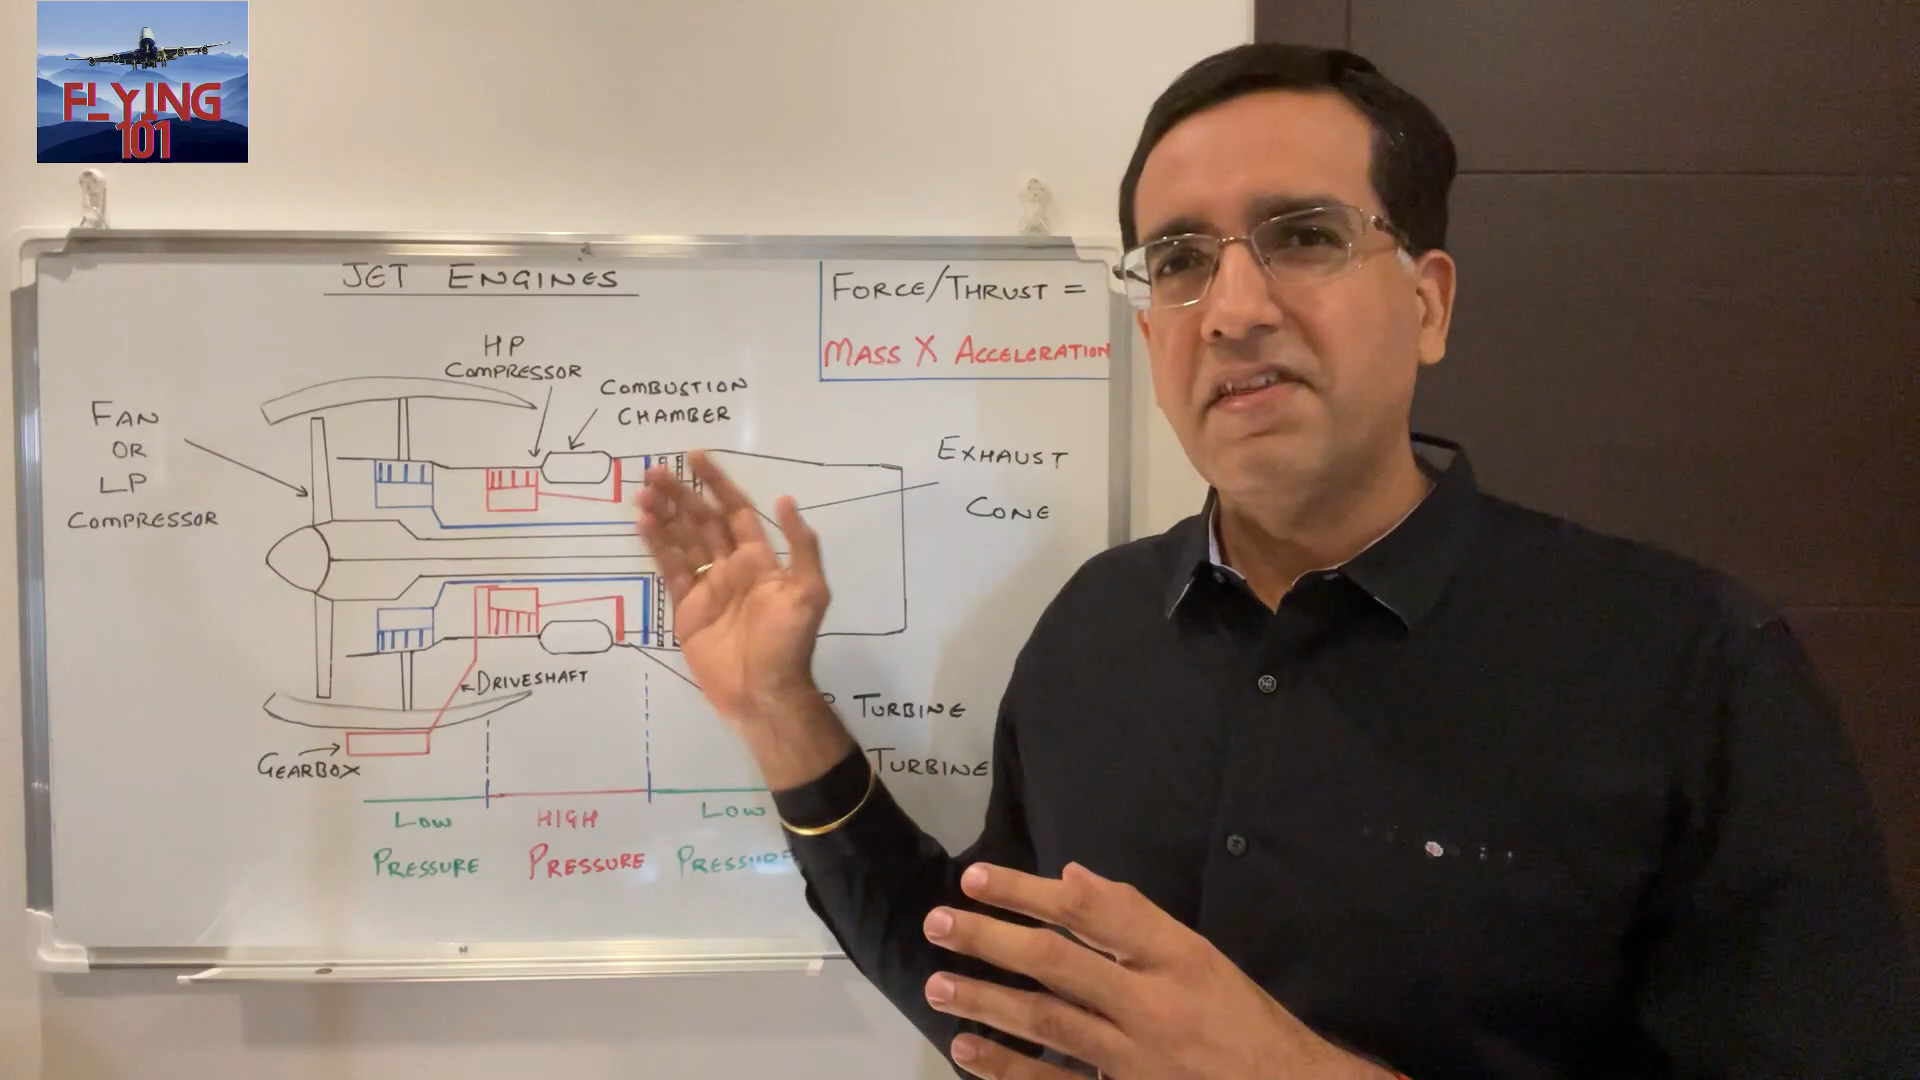 FLYING
101
JET ENGINES
FORCE/THRUST =
MASS X ACCELERATION
HP
COMPRESSOR
COMBUSTION
CHAMBER
FAN
OR
LP
COMPRESSOR
EXHAUST
CONE
DRIVESHAFT
GEARBOX
TURBINE
TURBINE
LOW
PRESSURE
HIGH
PRESSURE
LOW
PRESSURE